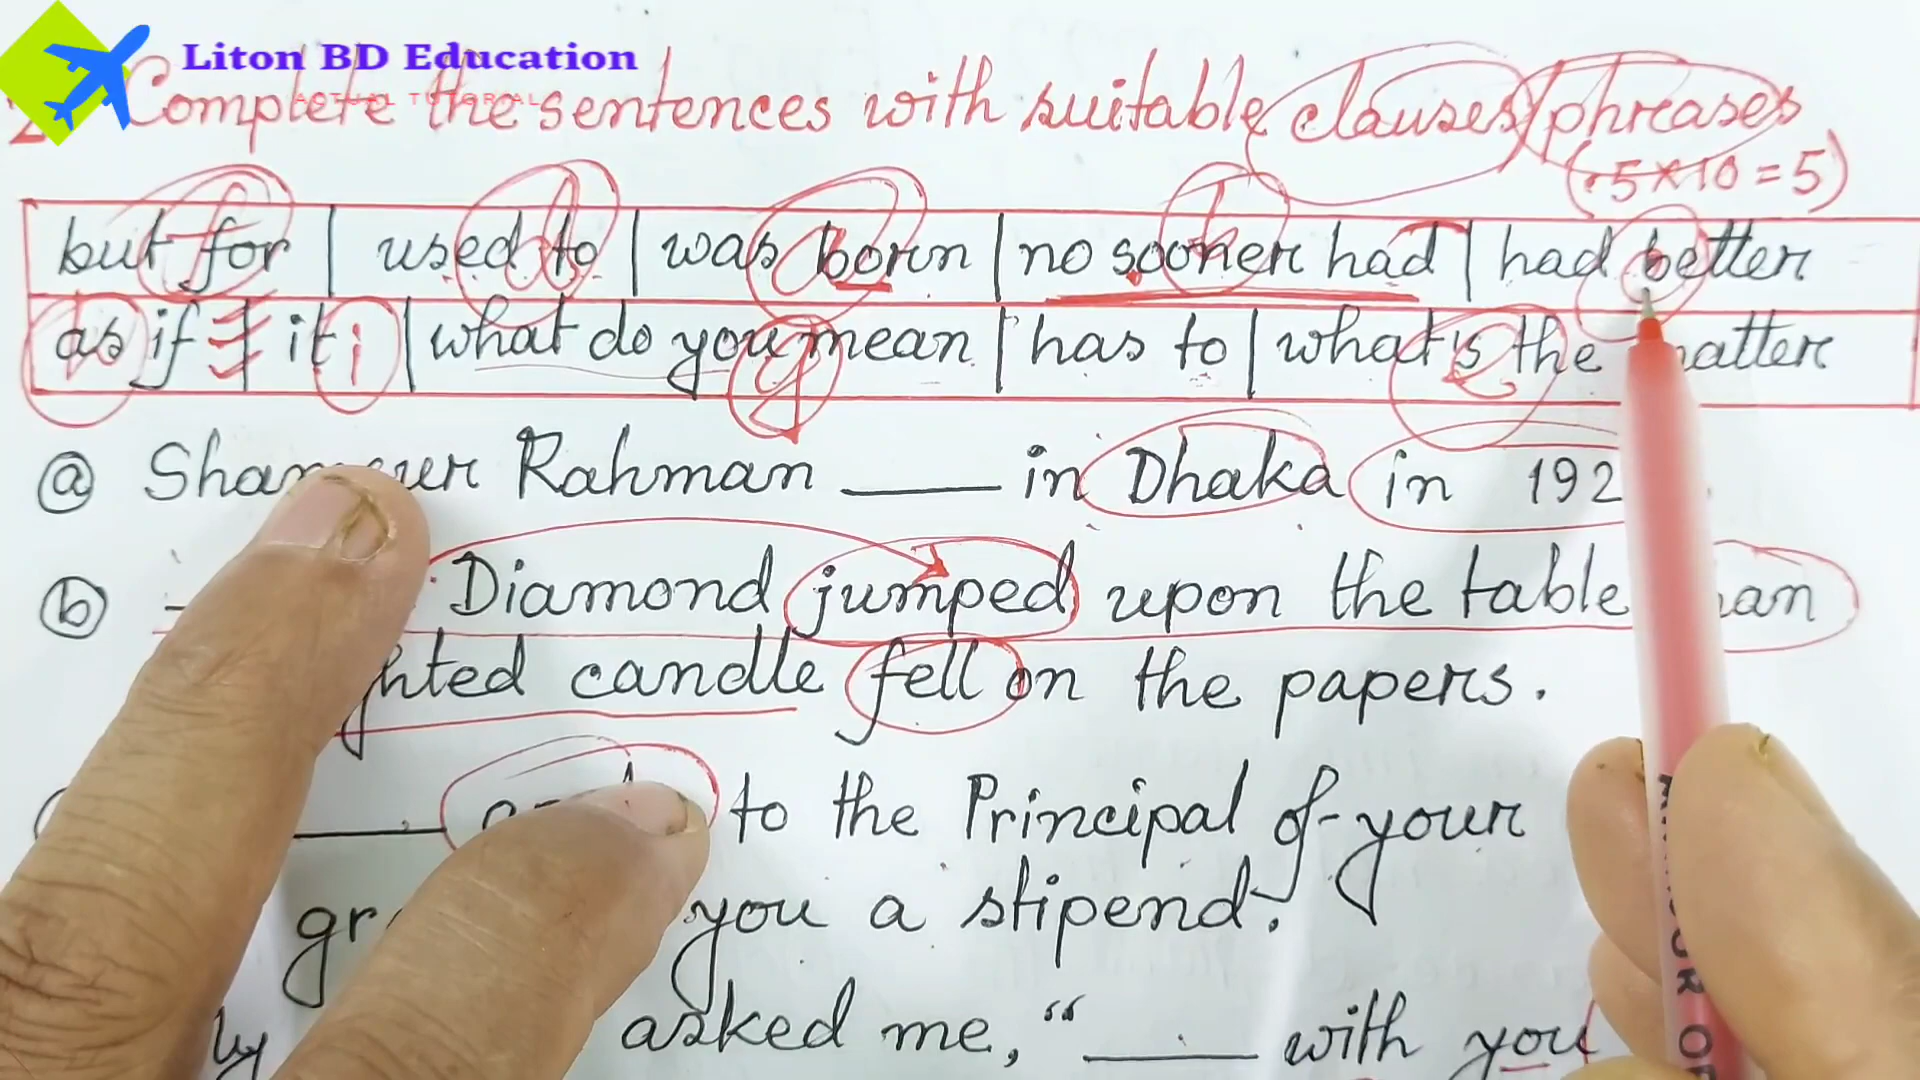 Liton BD Education
ACTUAL TUTORIAL
Complete the sentences with suitable clauses/phrases
(.5×10=5)
but for | used to | was born | no sooner had | had better
as if | it | what do you mean | has to | what's the matter
ⓐ Rahman ____ in Dhaka in 192
ⓑ Diamond jumped upon the table
candle fell on the papers.
____ to the Principal of your
you a stipend.
asked me, “____ with you